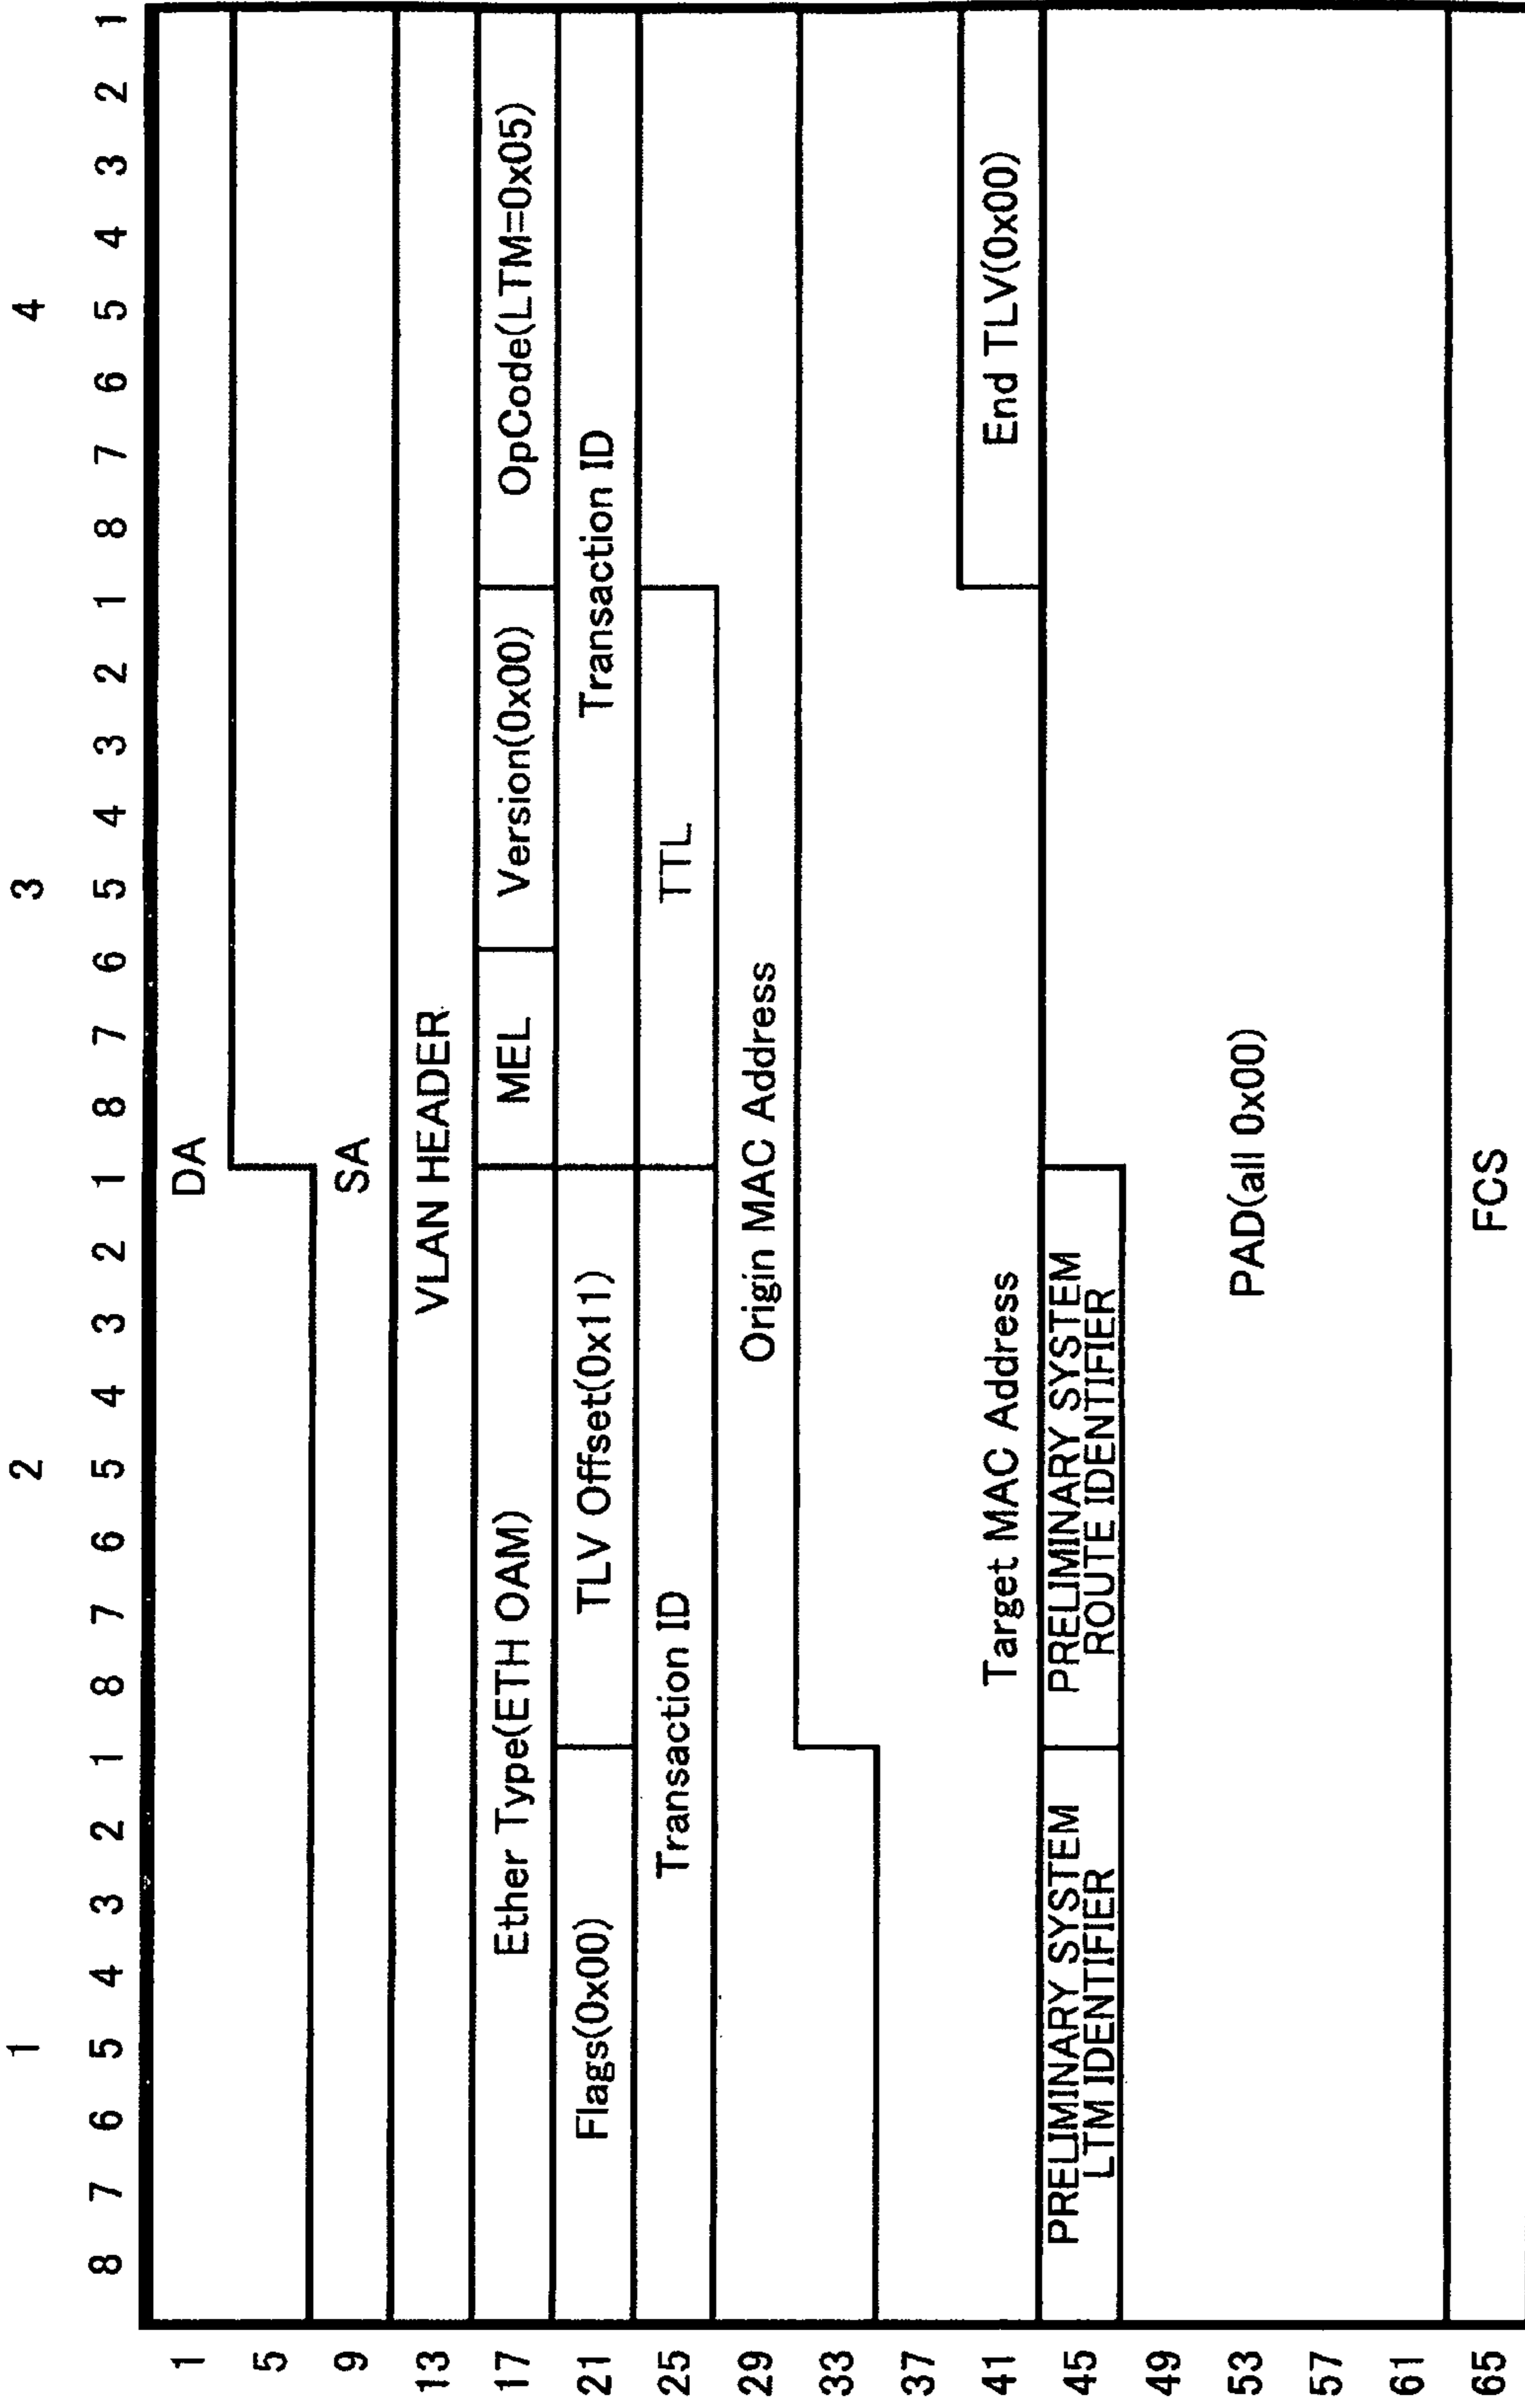 1 2 3 4
8 7 6 5 4 3 2 1 8 7 6 5 4 3 2 1 8 7 6 5 4 3 2 1 8 7 6 5 4 3 2 1
1 DA
5
9 SA
13 VLAN HEADER
17 Ether Type(ETH OAM) MEL Version(0x00) OpCode(LTM=0x05)
21 Flags(0x00) TLV Offset(0x11) Transaction ID
25 Transaction ID TTL
29 Origin MAC Address
33
37
41 Target MAC Address End TLV(0x00)
45 PRELIMINARY SYSTEM LTM IDENTIFIER PRELIMINARY SYSTEM ROUTE IDENTIFIER
49
53 PAD(all 0x00)
57
61
65 FCS